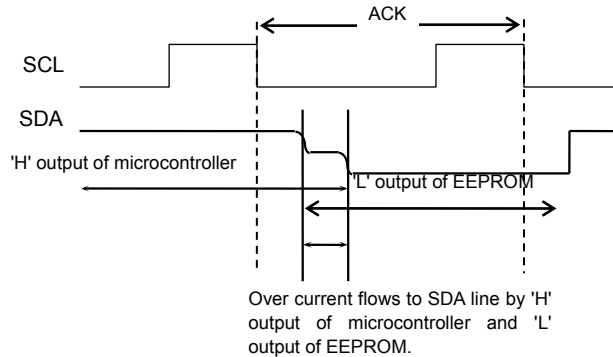 ACK
SCL
SDA
'H' output of microcontroller
'L' output of EEPROM
Over current flows to SDA line by 'H'
output of microcontroller and 'L'
output of EEPROM.